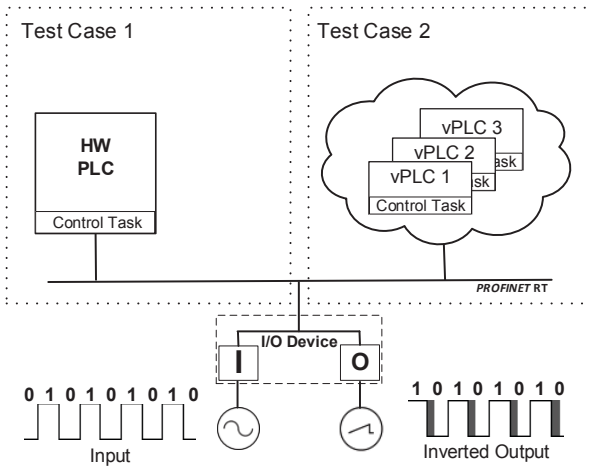 Test Case 1
Test Case 2
HW
PLC
Control Task
vPLC 3
ask
vPLC 2
sk
vPLC 1
Control Task
PROFINET RT
I/O Device
I
O
0 1 0 1 0 1 0 1 0
Input
1 0 1 0 1 0 1 0
Inverted Output